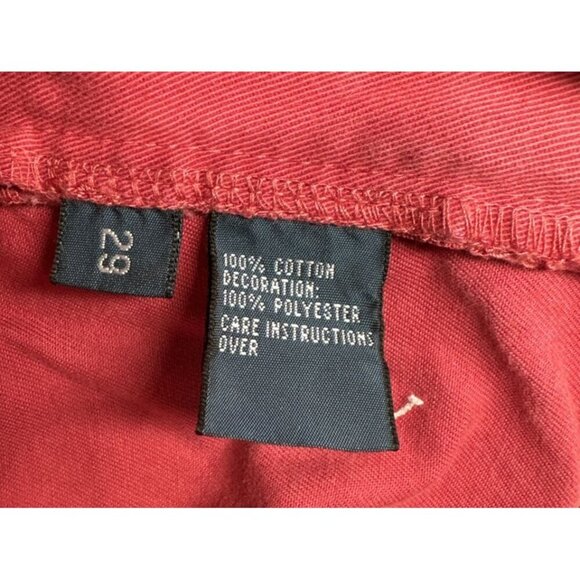 29
100% COTTON
DECORATION:
100% POLYESTER
CARE INSTRUCTIONS
OVER